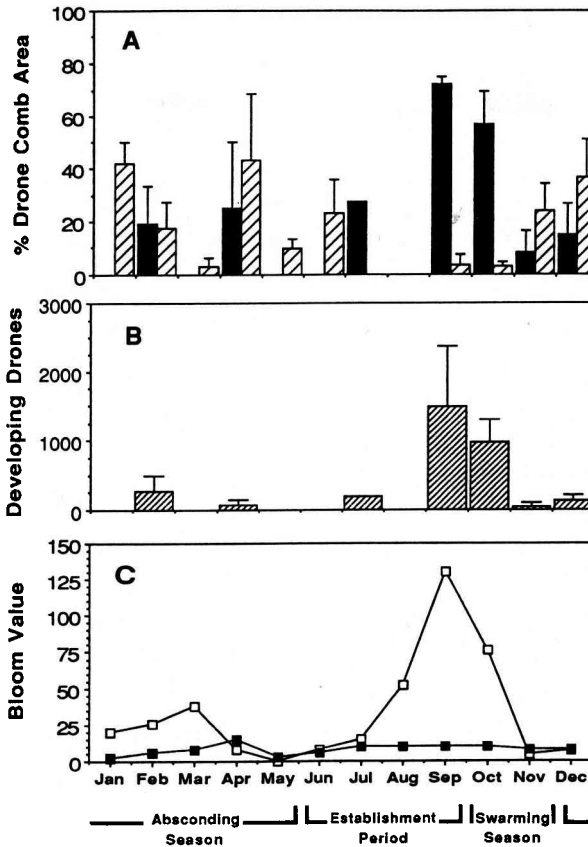 A
% Drone Comb Area
100
80
60
40
20
0
B
Developing Drones
3000
2000
1000
0
C
Bloom Value
150
125
100
75
50
25
0
Jan Feb Mar Apr May Jun Jul Aug Sep Oct Nov Dec
Absconding Season
Establishment Period
Swarming Season